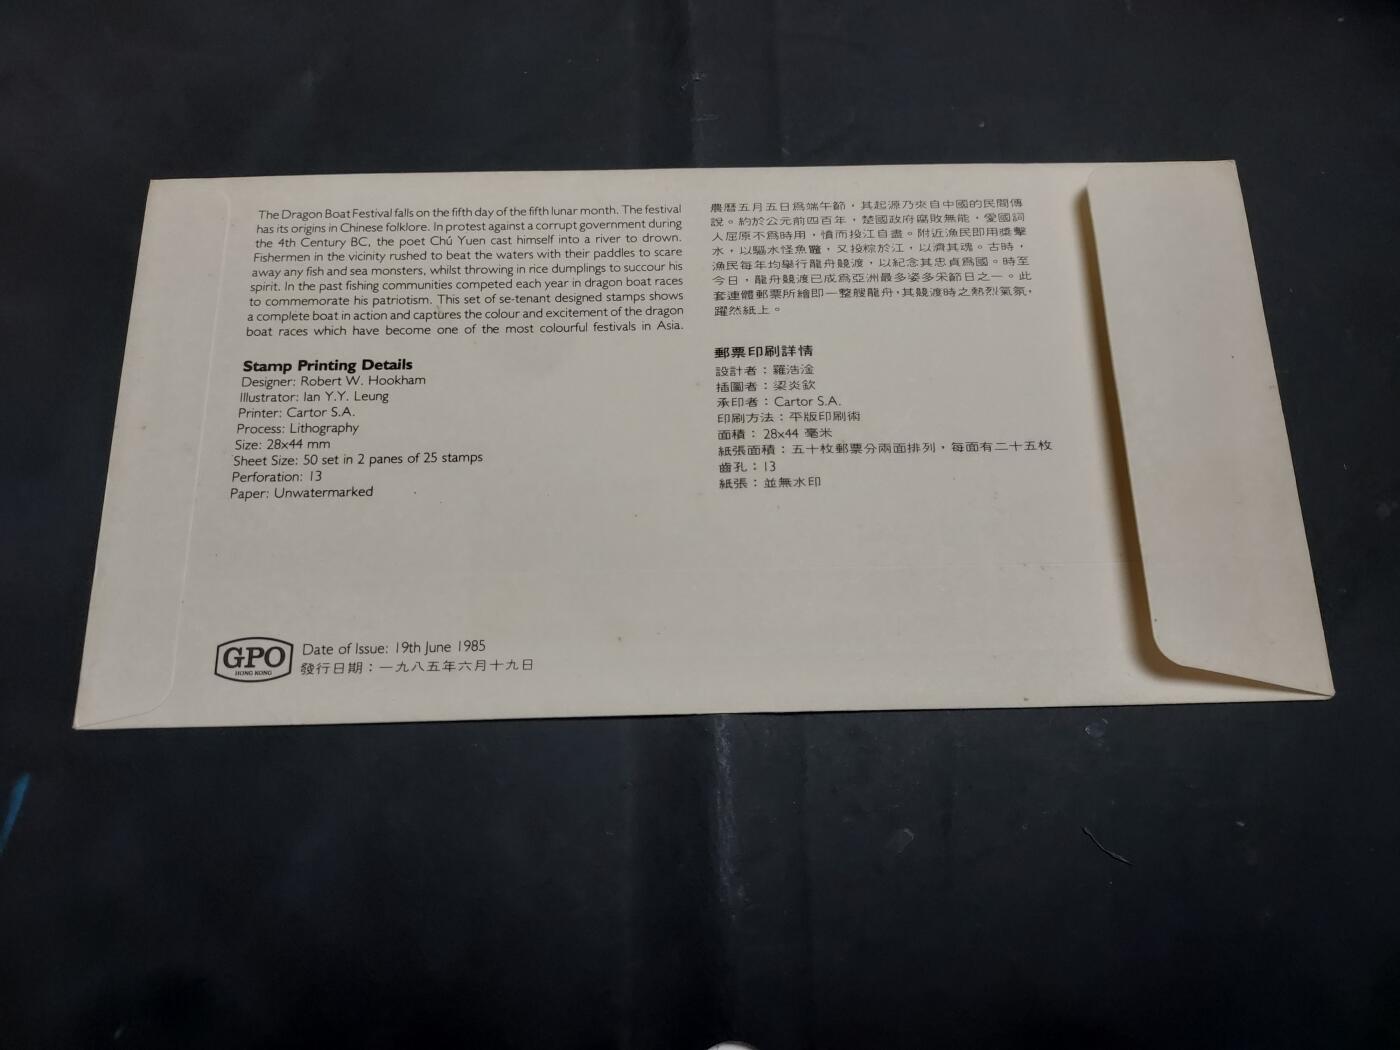 The Dragon Boat Festival falls on the fifth day of the fifth lunar month. The festival
has its origins in Chinese folklore. In protest against a corrupt government during
the 4th Century BC, the poet Chú Yuen cast himself into a river to drown.
Fishermen in the vicinity rushed to beat the waters with their paddles to scare
away any fish and sea monsters, whilst throwing in rice dumplings to succour his
spirit. In the past fishing communities competed each year in dragon boat races
to commemorate his patriotism. This set of se-tenant designed stamps shows
a complete boat in action and captures the colour and excitement of the dragon
boat races which have become one of the most colourful festivals in Asia.
Stamp Printing Details
Designer: Robert W. Hookham
Illustrator: Ian Y.Y. Leung
Printer: Cartor S.A.
Process: Lithography
Size: 28x44 mm
Sheet Size: 50 set in 2 panes of 25 stamps
Perforation: 13
Paper: Unwatermarked
農曆五月五日為端午節，其起源乃來自中國的民間傳
說。約於公元前四百年，楚國政府腐敗無能，愛國詞
人屈原不為時用，憤而投江自盡。附近漁民即用槳擊
水，以驅水怪魚鼈，又投粽於江，以濟其魂。古時，
漁民每年均舉行龍舟競渡，以紀念其忠貞為國。時至
今日，龍舟競渡已成為亞洲最多姿多采節日之一。此
套連體郵票所繪即一整艘龍舟，其競渡時之熱烈氣氛，
躍然紙上。
郵票印刷詳情
設計者：羅浩淦
插圖者：梁炎欽
承印者：Cartor S.A.
印刷方法：平版印刷術
面積：28x44 毫米
紙張面積：五十枚郵票分兩面排列，每面有二十五枚
齒孔：13
紙張：並無水印
GPO
HONG KONG
Date of Issue: 19th June 1985
發行日期：一九八五年六月十九日